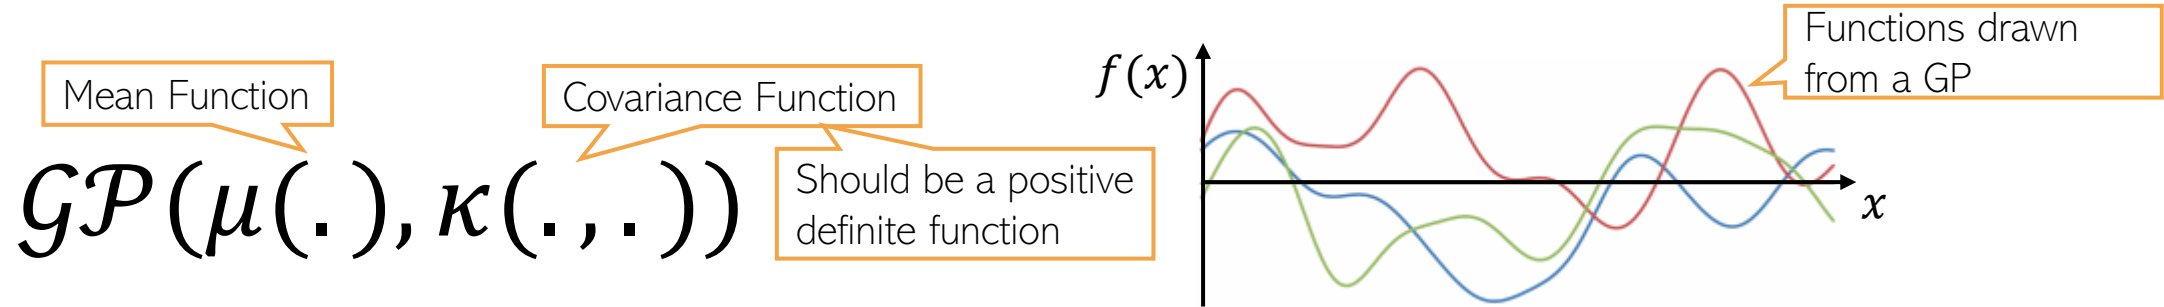 Mean Function
Covariance Function
𝒢𝒫(μ(.), κ(.,.))
Should be a positive
definite function
f(x)
x
Functions drawn
from a GP